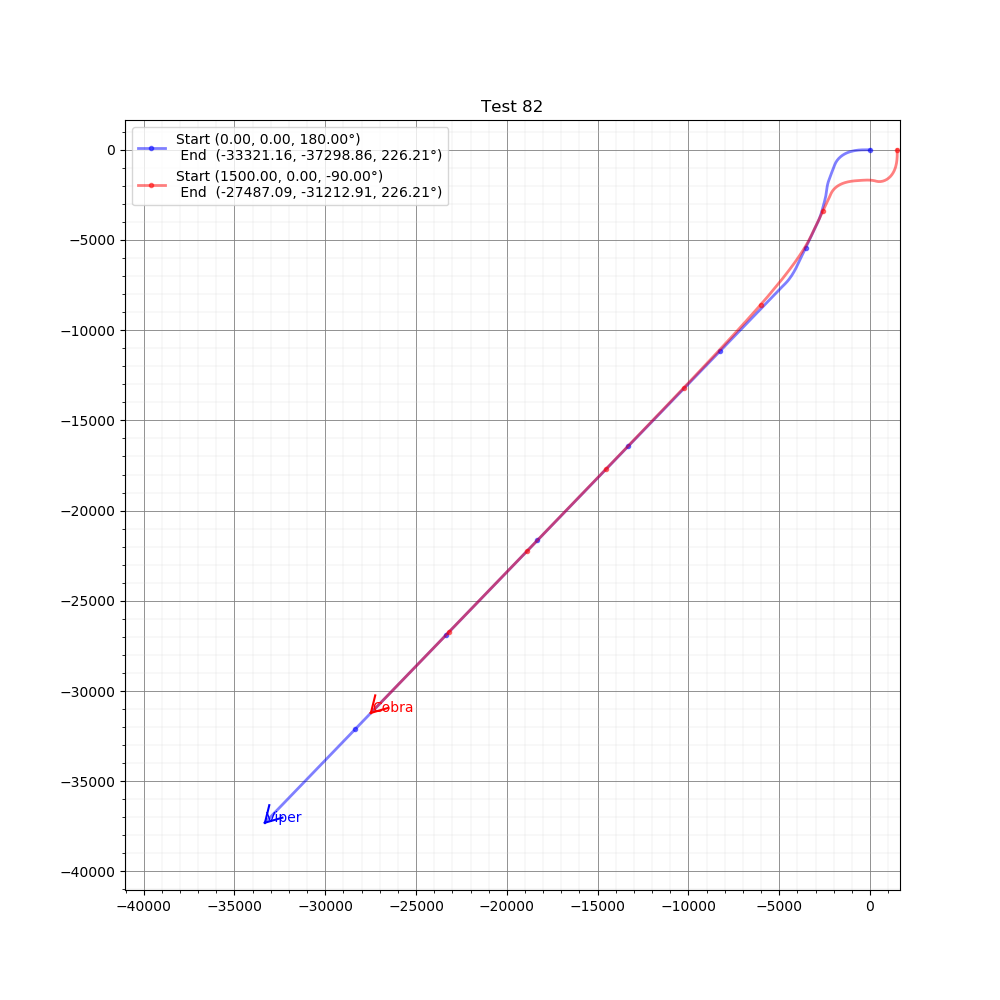 Test 82
Start (0.00, 0.00, 180.00°)
End (-33321.16, -37298.86, 226.21°)
Start (1500.00, 0.00, -90.00°)
End (-27487.09, -31212.91, 226.21°)
0
−5000
−10000
−15000
−20000
−25000
−30000
−35000
−40000
Cobra
Viper
−40000 −35000 −30000 −25000 −20000 −15000 −10000 −5000 0